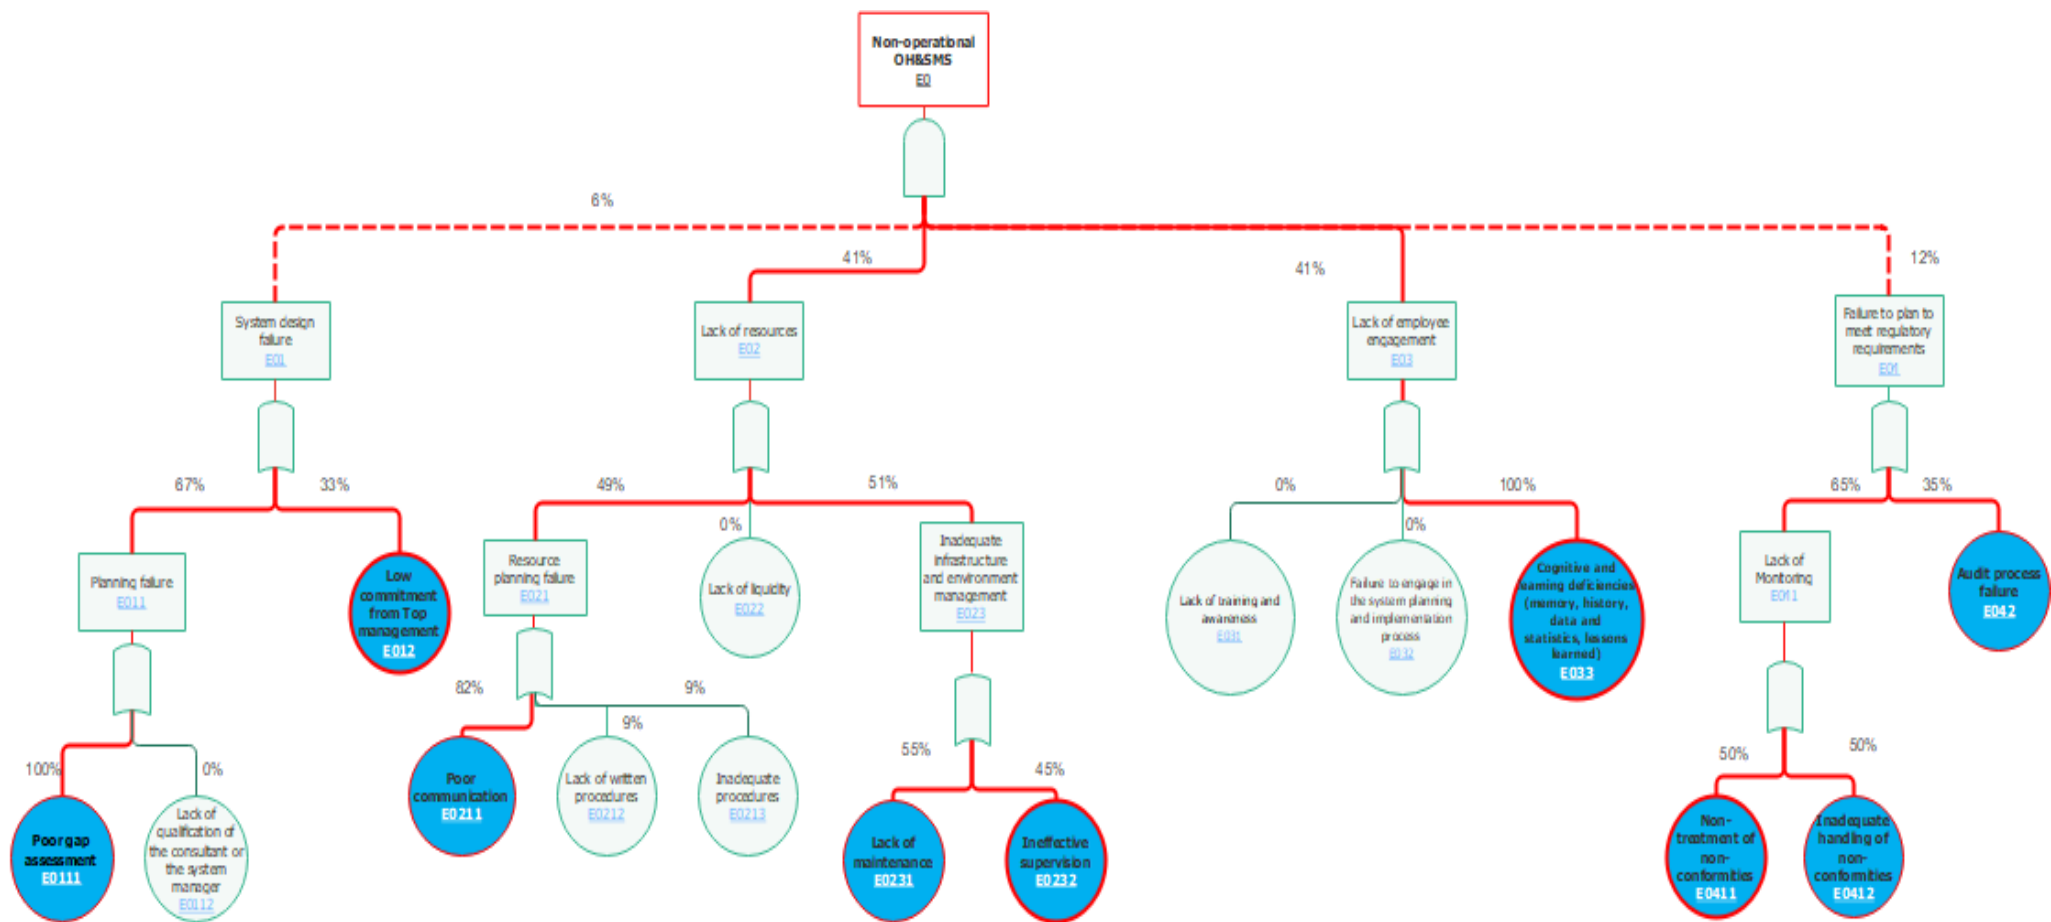 Non-operational
OH&SMS
E0
6%
41%
41%
12%
System design
failure
E01
Lack of resources
E02
Lack of employee
engagement
E03
Failure to plan to
meet regulatory
requirements
67%
33%
49%
0%
51%
0%
0%
100%
65%
35%
Planning failure
E011
Low
commitment
from Top
management
E012
Resource
planning failure
E021
Lack of liquidity
E022
Inadequate
infrastructure
and environment
management
E023
Lack of training and
awareness
E031
Failure to engage in
the system planning
and implementation
process
E032
Cognitive and
learning deficiencies
(memory, history,
data and
statistics, lessons
learned)
E033
Lack of
Montoring
Audit process
failure
E042
100%
0%
82%
9%
9%
55%
45%
50%
50%
Poor gap
assessment
E0111
Lack of
qualification of
the consultant or
the system
manager
E0112
Poor
communication
E0211
Lack of written
procedures
E0212
Inadequate
procedures
E0213
Lack of
maintenance
E0231
Ineffective
supervision
E0232
Non-
treatment of
non-
conformities
E0411
Inadequate
handling of
non-
conformities
E0412